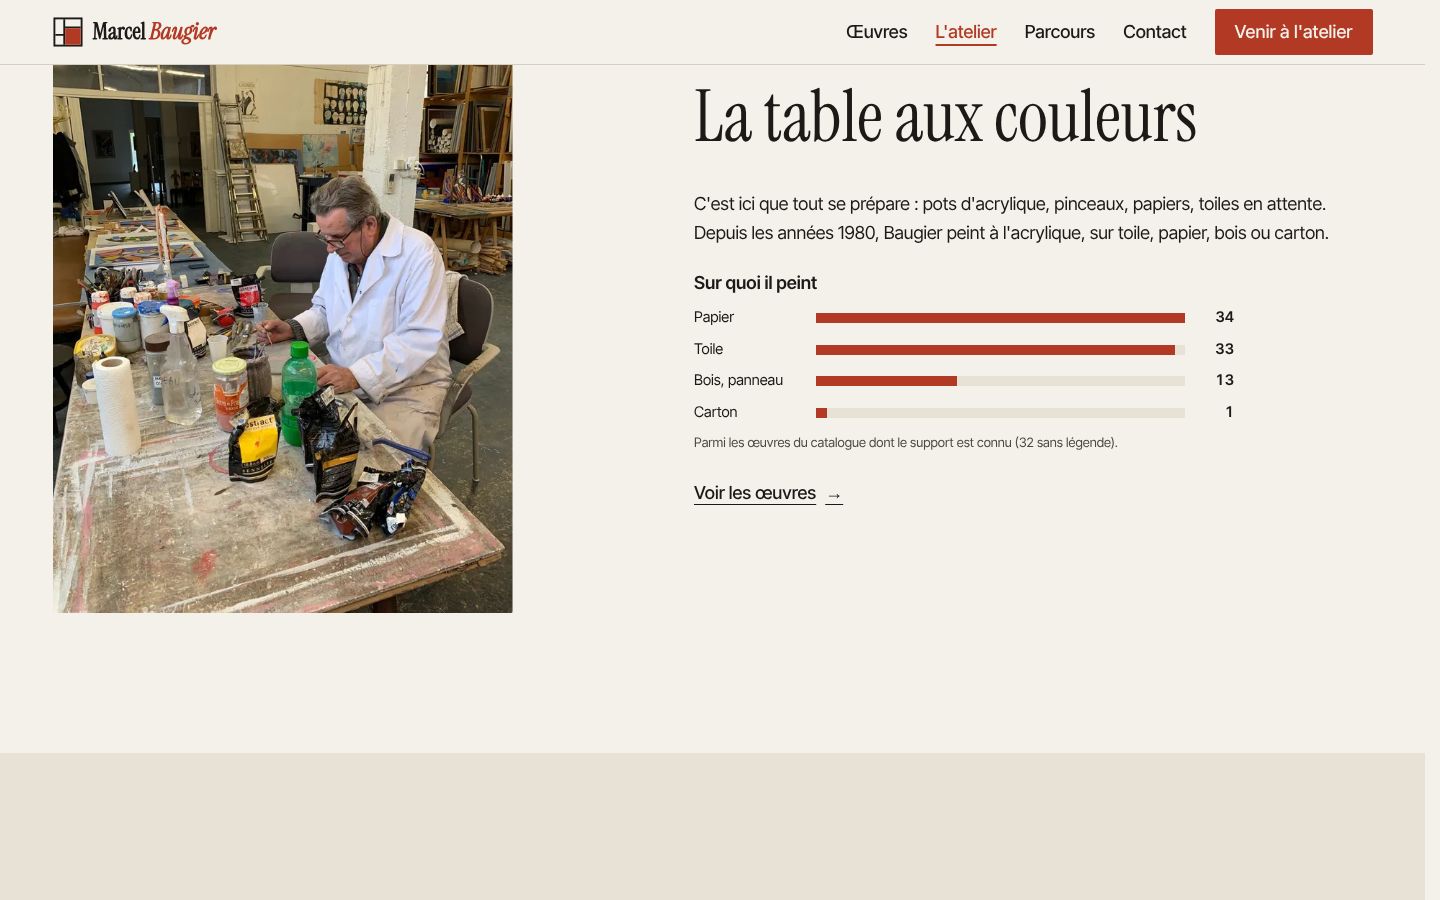 Marcel Baugier
Œuvres
L'atelier
Parcours
Contact
Venir à l'atelier
La table aux couleurs
C'est ici que tout se prépare : pots d'acrylique, pinceaux, papiers, toiles en attente.
Depuis les années 1980, Baugier peint à l'acrylique, sur toile, papier, bois ou carton.
Sur quoi il peint
Papier 34
Toile 33
Bois, panneau 13
Carton 1
Parmi les œuvres du catalogue dont le support est connu (32 sans légende).
Voir les œuvres →